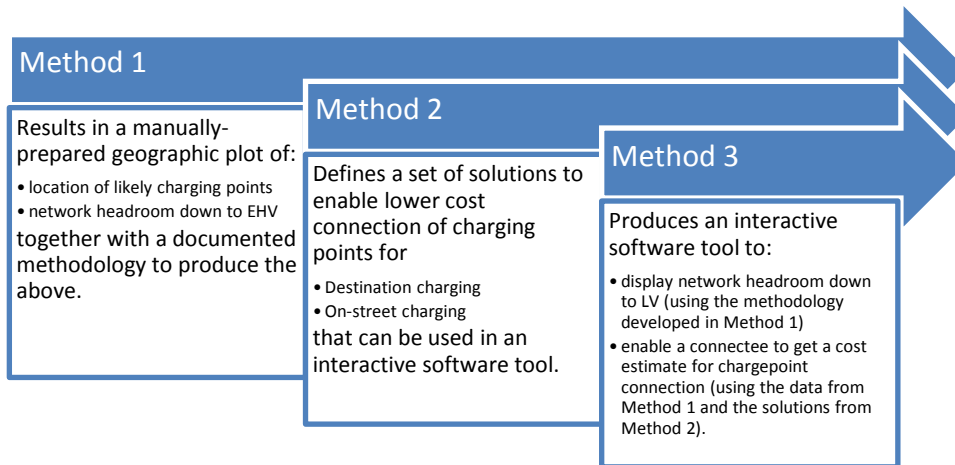 Method 1
Results in a manually-
prepared geographic plot of:
• location of likely charging points
• network headroom down to EHV
together with a documented
methodology to produce the
above.
Method 2
Defines a set of solutions to
enable lower cost
connection of charging
points for
• Destination charging
• On-street charging
that can be used in an
interactive software tool.
Method 3
Produces an interactive
software tool to:
• display network headroom down
to LV (using the methodology
developed in Method 1)
• enable a connectee to get a cost
estimate for chargepoint
connection (using the data from
Method 1 and the solutions from
Method 2).